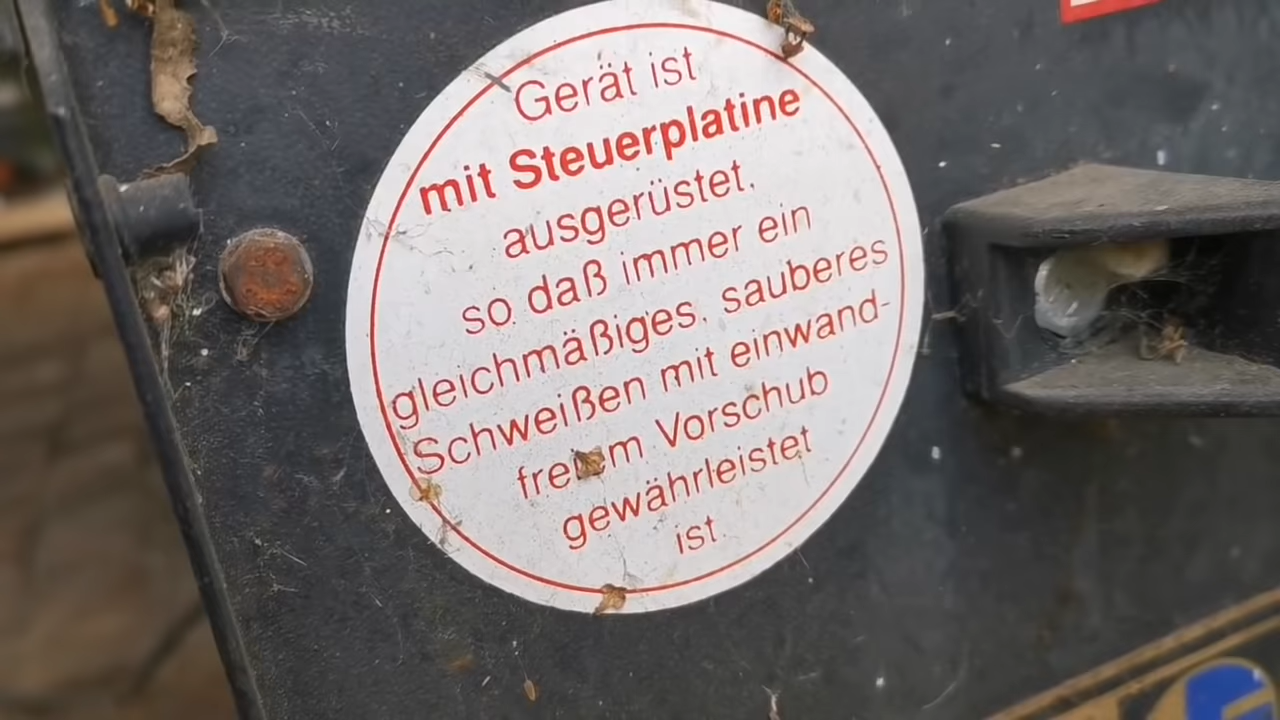 Gerät ist
mit Steuerplatine
ausgerüstet,
so daß immer ein
gleichmäßiges, sauberes
Schweißen mit einwand-
freiem Vorschub
gewährleistet
ist.